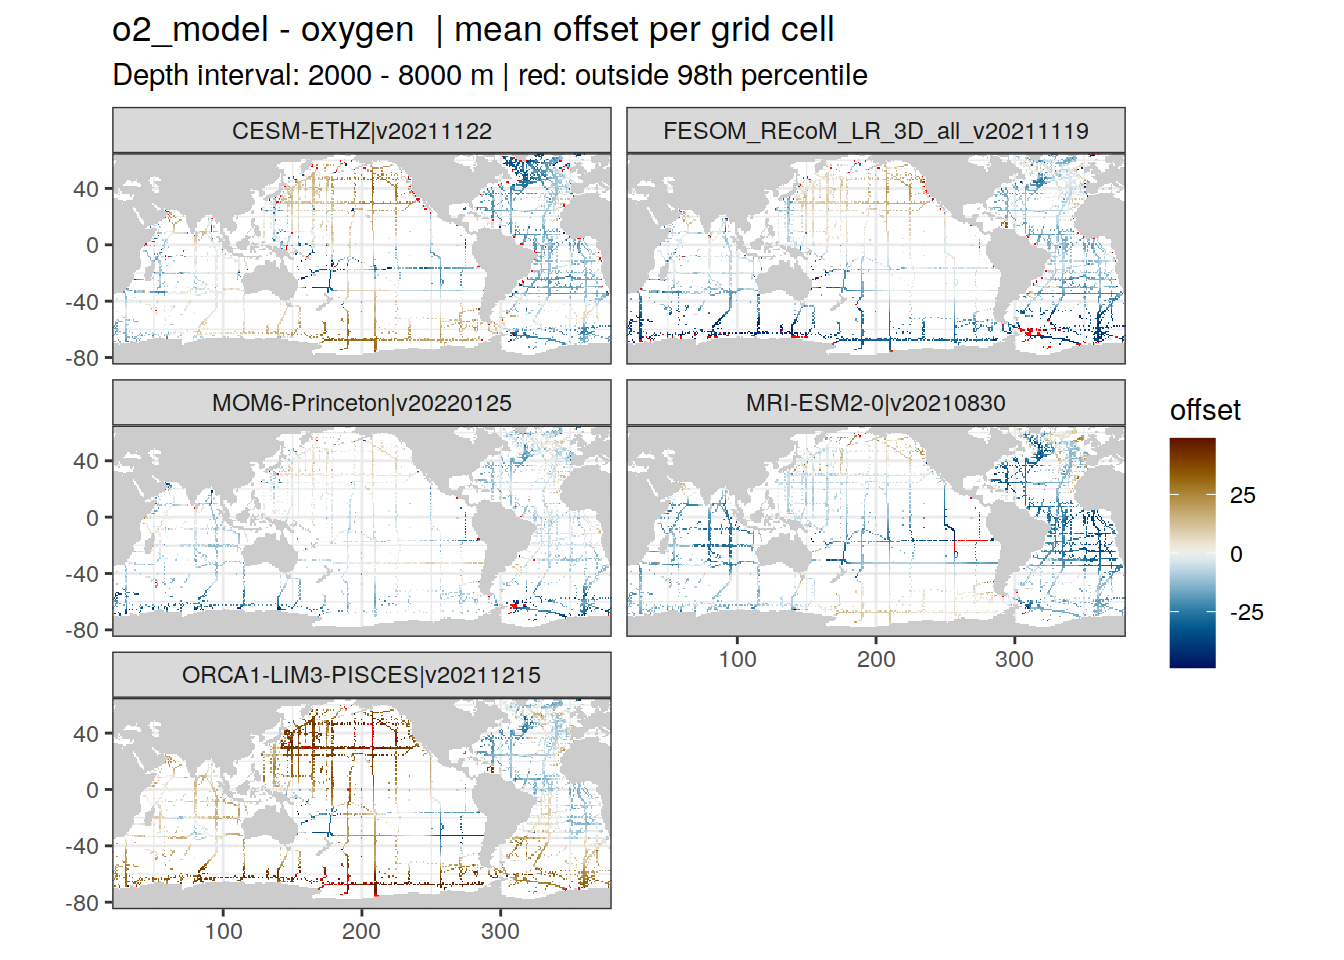 o2_model - oxygen  | mean offset per grid cell
Depth interval: 2000 - 8000 m | red: outside 98th percentile
CESM-ETHZ|v20211122
FESOM_REcoM_LR_3D_all_v20211119
40
0
-40
-80
MOM6-Princeton|v20220125
MRI-ESM2-0|v20210830
40
0
-40
-80
100
200
300
ORCA1-LIM3-PISCES|v20211215
40
0
-40
-80
100
200
300
offset
25
0
-25